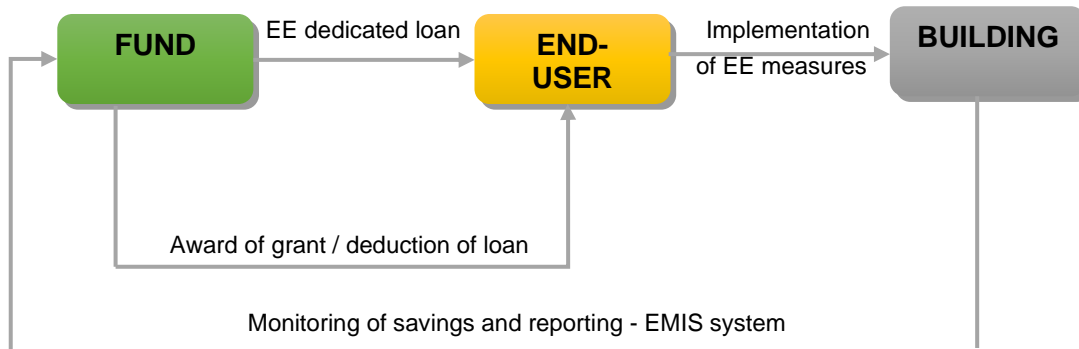 FUND
EE dedicated loan
END-
USER
Implementation
of EE measures
BUILDING
Award of grant / deduction of loan
Monitoring of savings and reporting - EMIS system